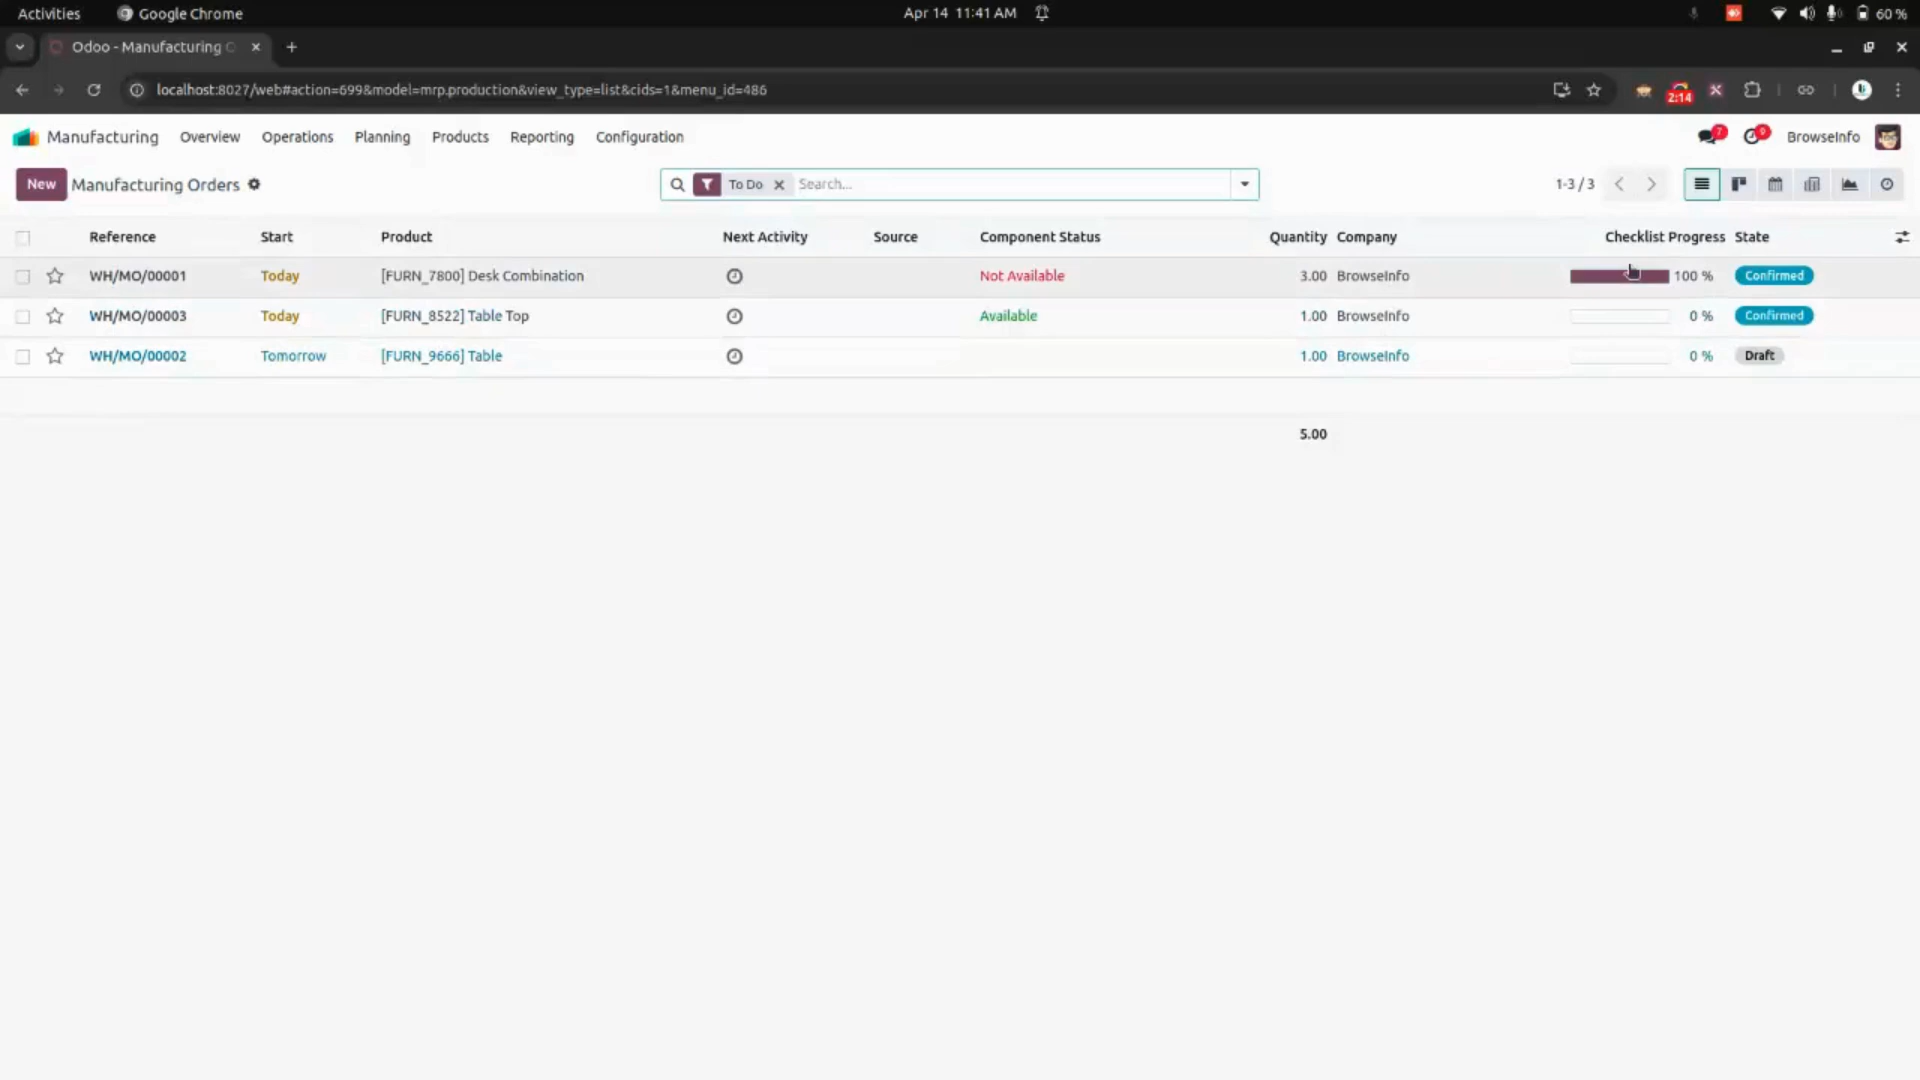 Activities Google Chrome Apr 14 11:41 AM 60 %
Odoo - Manufacturing O
localhost:8027/web#action=699&model=mrp.production&view_type=list&cids=1&menu_id=486 2:14
Manufacturing Overview Operations Planning Products Reporting Configuration 7 9 BrowseInfo
New Manufacturing Orders To Do Search... 1-3 / 3
Reference Start Product Next Activity Source Component Status Quantity Company Checklist Progress State
WH/MO/00001 Today [FURN_7800] Desk Combination Not Available 3.00 BrowseInfo 100 % Confirmed
WH/MO/00003 Today [FURN_8522] Table Top Available 1.00 BrowseInfo 0 % Confirmed
WH/MO/00002 Tomorrow [FURN_9666] Table 1.00 BrowseInfo 0 % Draft
5.00